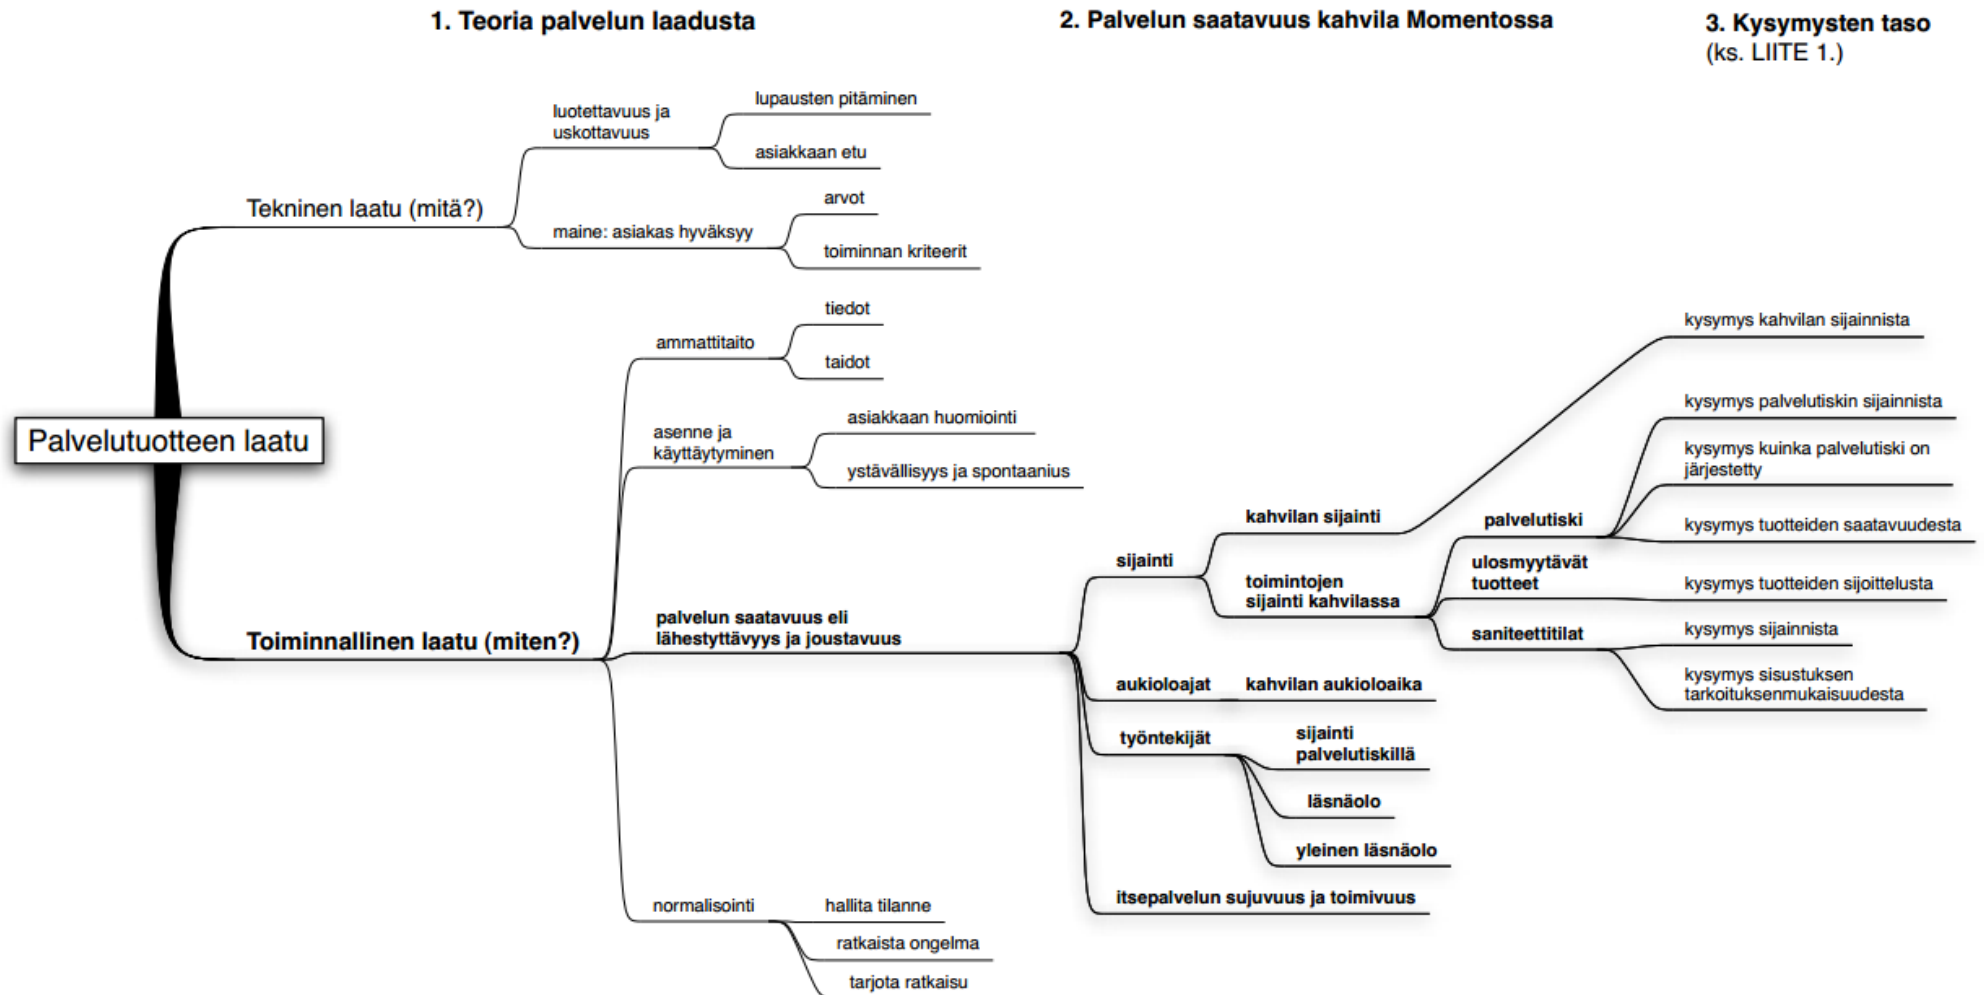 1. Teoria palvelun laadusta
2. Palvelun saatavuus kahvila Momentossa
3. Kysymysten taso
(ks. LIITE 1.)
Palvelutuotteen laatu
Tekninen laatu (mitä?)
luotettavuus ja
uskottavuus
lupausten pitäminen
asiakkaan etu
maine: asiakas hyväksyy
arvot
toiminnan kriteerit
Toiminnallinen laatu (miten?)
ammattitaito
tiedot
taidot
asenne ja
käyttäytyminen
asiakkaan huomiointi
ystävällisyys ja spontaanius
palvelun saatavuus eli
lähestyttävyys ja joustavuus
sijainti
kahvilan sijainti
kysymys kahvilan sijainnista
toimintojen
sijainti kahvilassa
palvelutiski
kysymys palvelutiskin sijainnista
kysymys kuinka palvelutiski on
järjestetty
kysymys tuotteiden saatavuudesta
ulosmyytävät
tuotteet
kysymys tuotteiden sijoittelusta
saniteettitilat
kysymys sijainnista
kysymys sisustuksen
tarkoituksenmukaisuudesta
aukioloajat
kahvilan aukioloaika
työntekijät
sijainti
palvelutiskillä
läsnäolo
yleinen läsnäolo
itsepalvelun sujuvuus ja toimivuus
normalisointi
hallita tilanne
ratkaista ongelma
tarjota ratkaisu